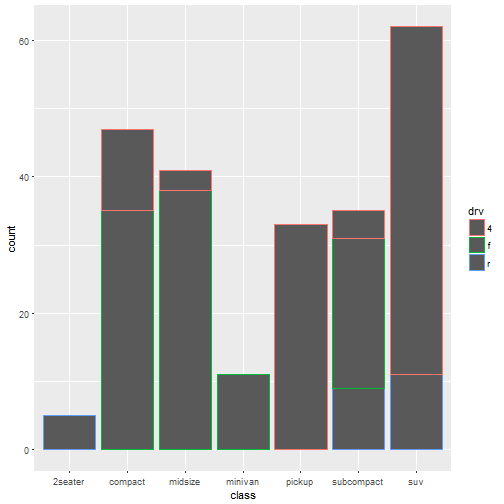 60
40
20
0
count
2seater compact midsize minivan pickup subcompact suv
class
drv
4
f
r